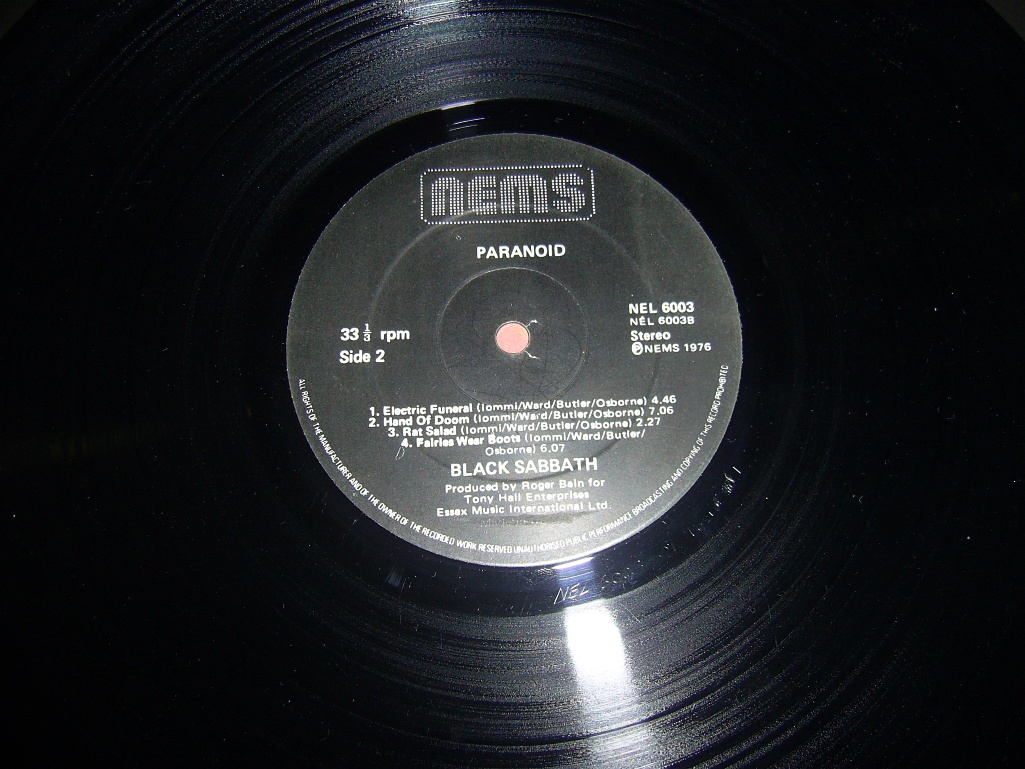 nems
PARANOID
33 1/3 rpm
Side 2
NEL 6003
NEL 6003B
Stereo
ⓅNEMS 1976
1. Electric Funeral (Iommi/Ward/Butler/Osborne) 4.46
2. Hand Of Doom (Iommi/Ward/Butler/Osborne) 7.06
3. Rat Salad (Iommi/Ward/Butler/Osborne) 2.27
4. Fairies Wear Boots (Iommi/Ward/Butler/
Osborne) 6.07
BLACK SABBATH
Produced by Roger Bain for
Tony Hall Enterprises
Essex Music International Ltd.
ALL RIGHTS OF THE MANUFACTURER AND OF THE OWNER OF THE RECORDED WORK RESERVED UNAUTHORISED PUBLIC PERFORMANCE BROADCASTING AND COPYING OF THIS RECORD PROHIBITED
NEL